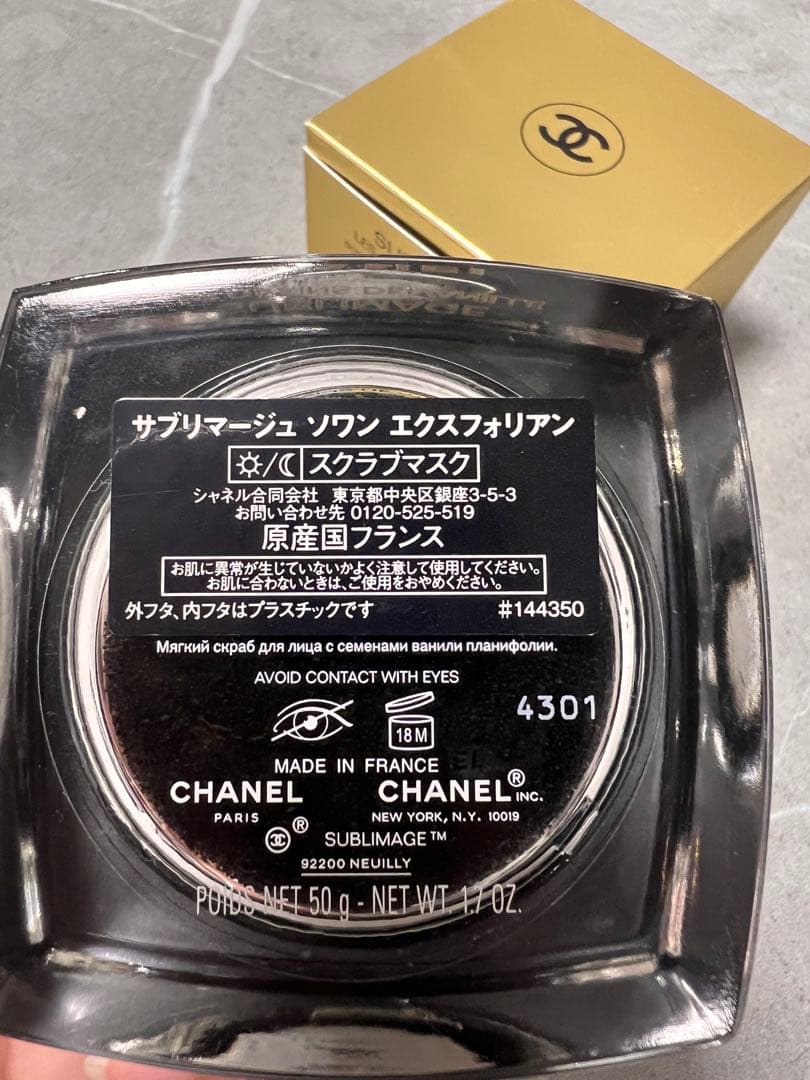 サブリマージュ ソワン エクスフォリアン
スクラブマスク
シャネル合同会社 東京都中央区銀座3-5-3
お問い合わせ先 0120-525-519
原産国フランス
お肌に異常が生じていないかよく注意して使用してください。
お肌に合わないときは、ご使用をおやめください。
外フタ、内フタはプラスチックです #144350
Мягкий скраб для лица с семенами ванили планифолии.
AVOID CONTACT WITH EYES
4301
18M
MADE IN FRANCE
CHANEL CHANEL® INC.
PARIS NEW YORK, N.Y. 10019
® SUBLIMAGE™
92200 NEUILLY
POIDS NET 50 g - NET WT. 1.7 OZ.